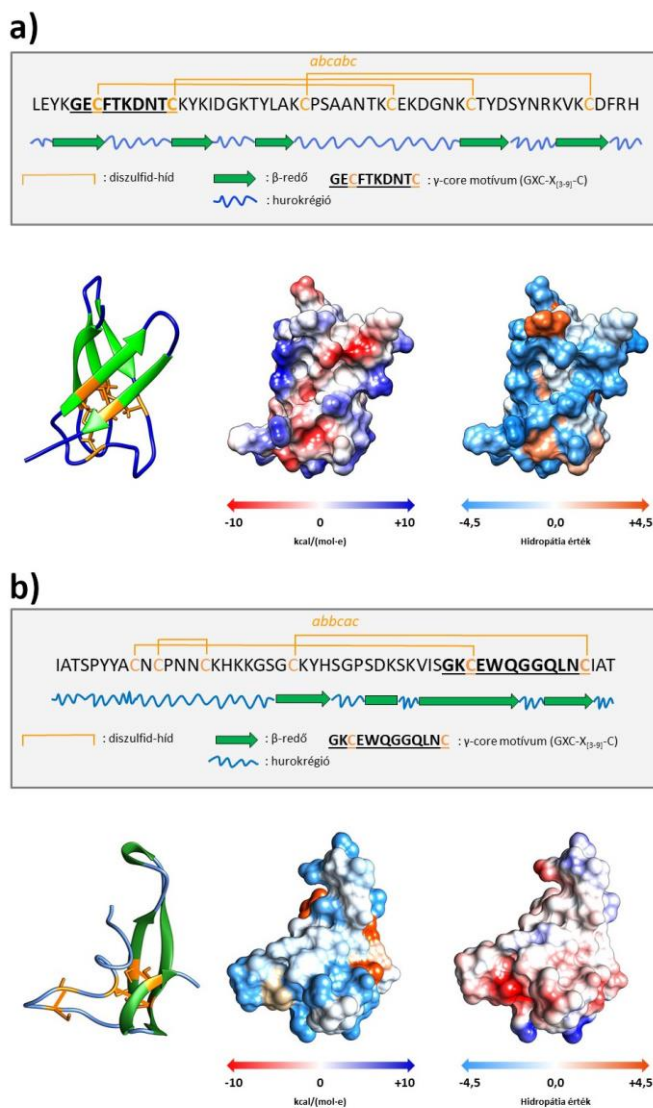 a)
abcabc
LEYKGECFTKDNTCKYKIDGKTYLAKCPSAANTKCEKDGNKCTYDSYNRKVKCDFRH
: diszulfid-híd
: β-redő
GECFTKDNTC : γ-core motívum (GXC-X[3-9]-C)
: hurokrégió
-10 0 +10
kcal/(mol·e)
-4,5 0,0 +4,5
Hidropátia érték
b)
abbcac
IATSPYYACNCPNNCKHKKGSGCKYHSGPSDKSKVISGKCEWQGGQLNCIAT
: diszulfid-híd
: β-redő
GKCEWQGGQLNC : γ-core motívum (GXC-X[3-9]-C)
: hurokrégió
-10 0 +10
kcal/(mol·e)
-4,5 0,0 +4,5
Hidropátia érték